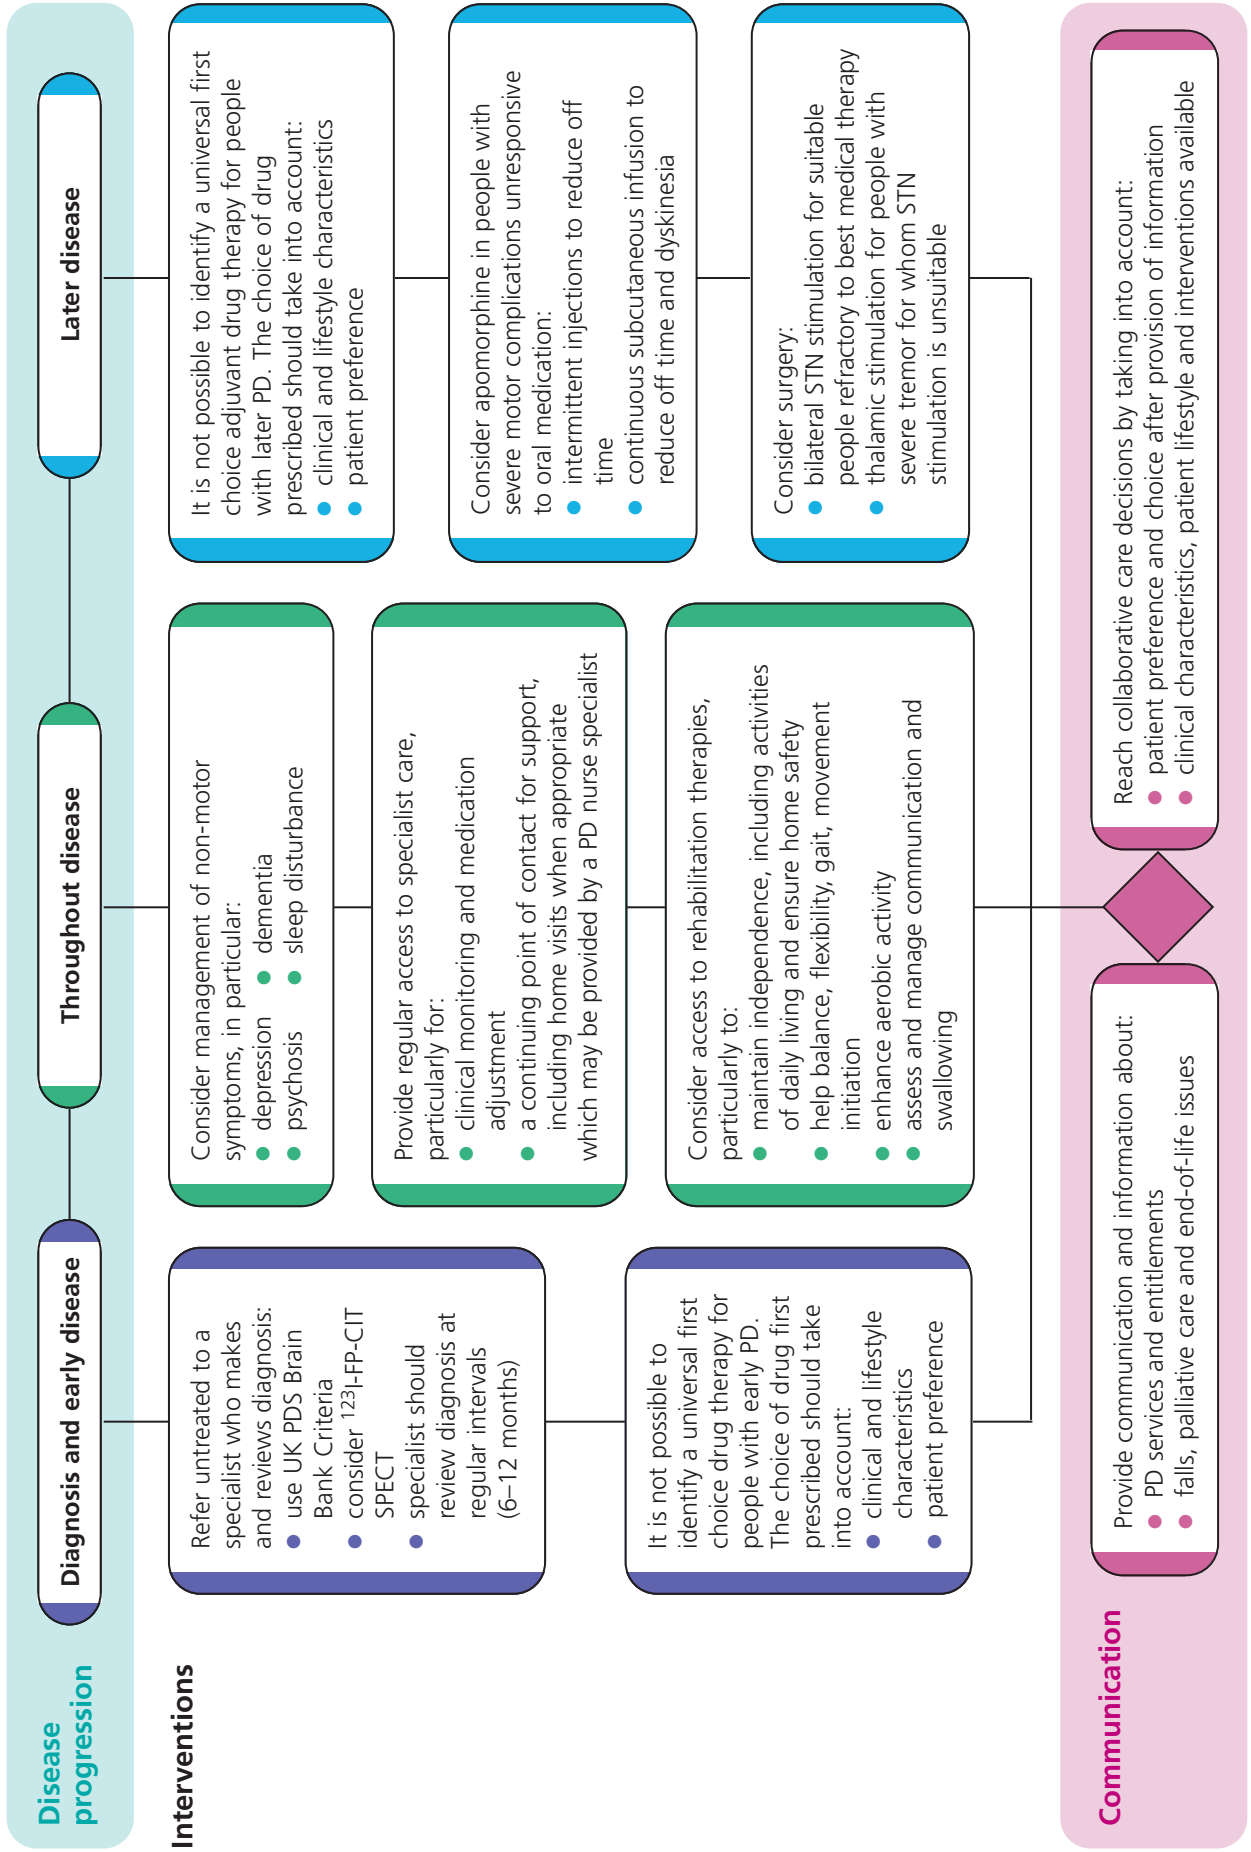 Disease
progression
Diagnosis and early disease
Throughout disease
Later disease
Interventions
Refer untreated to a
specialist who makes
and reviews diagnosis:
● use UK PDS Brain
Bank Criteria
● consider ¹²³I-FP-CIT
SPECT
● specialist should
review diagnosis at
regular intervals
(6–12 months)
It is not possible to
identify a universal first
choice drug therapy for
people with early PD.
The choice of drug first
prescribed should take
into account:
● clinical and lifestyle
characteristics
● patient preference
Consider management of non-motor
symptoms, in particular:
● depression ● dementia
● psychosis ● sleep disturbance
Provide regular access to specialist care,
particularly for:
● clinical monitoring and medication
adjustment
● a continuing point of contact for support,
including home visits when appropriate
which may be provided by a PD nurse specialist
Consider access to rehabilitation therapies,
particularly to:
● maintain independence, including activities
of daily living and ensure home safety
● help balance, flexibility, gait, movement
initiation
● enhance aerobic activity
● assess and manage communication and
swallowing
It is not possible to identify a universal first
choice adjuvant drug therapy for people
with later PD. The choice of drug
prescribed should take into account:
● clinical and lifestyle characteristics
● patient preference
Consider apomorphine in people with
severe motor complications unresponsive
to oral medication:
● intermittent injections to reduce off
time
● continuous subcutaneous infusion to
reduce off time and dyskinesia
Consider surgery:
● bilateral STN stimulation for suitable
people refractory to best medical therapy
● thalamic stimulation for people with
severe tremor for whom STN
stimulation is unsuitable
Communication
Provide communication and information about:
● PD services and entitlements
● falls, palliative care and end-of-life issues
Reach collaborative care decisions by taking into account:
● patient preference and choice after provision of information
● clinical characteristics, patient lifestyle and interventions available